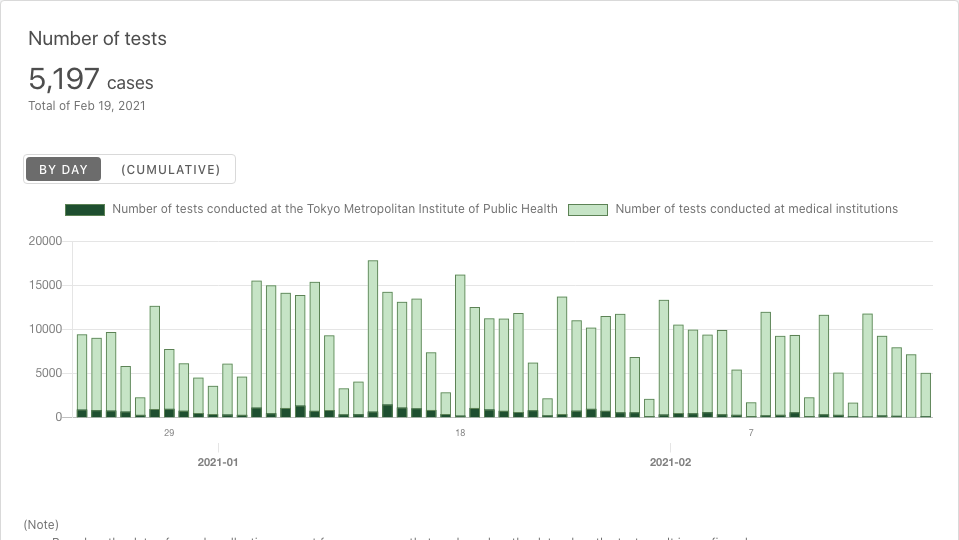 Number of tests
5,197 cases
Total of Feb 19, 2021
BY DAY (CUMULATIVE)
Number of tests conducted at the Tokyo Metropolitan Institute of Public Health Number of tests conducted at medical institutions
20000
15000
10000
5000
0
29 18 7
2021-01 2021-02
(Note)